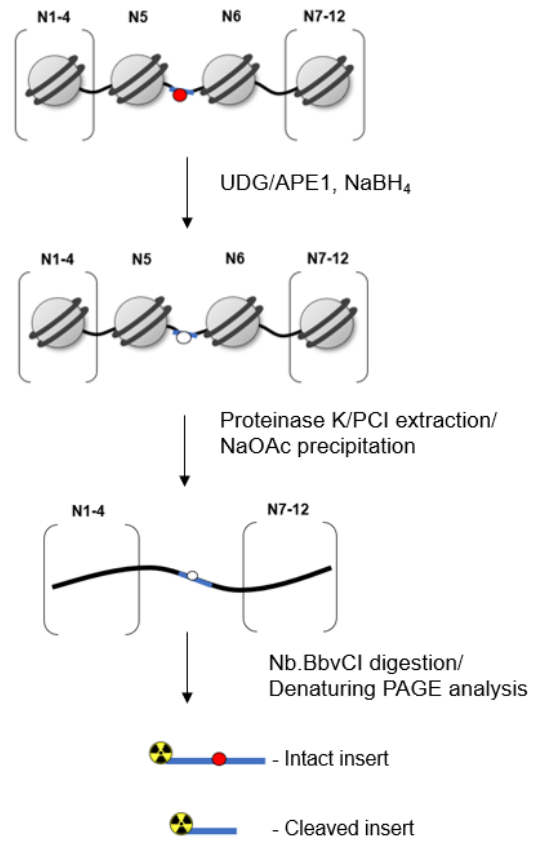 N1-4 N5 N6 N7-12
UDG/APE1, NaBH₄
N1-4 N5 N6 N7-12
Proteinase K/PCI extraction/
NaOAc precipitation
N1-4 N7-12
Nb.BbvCI digestion/
Denaturing PAGE analysis
- Intact insert
- Cleaved insert